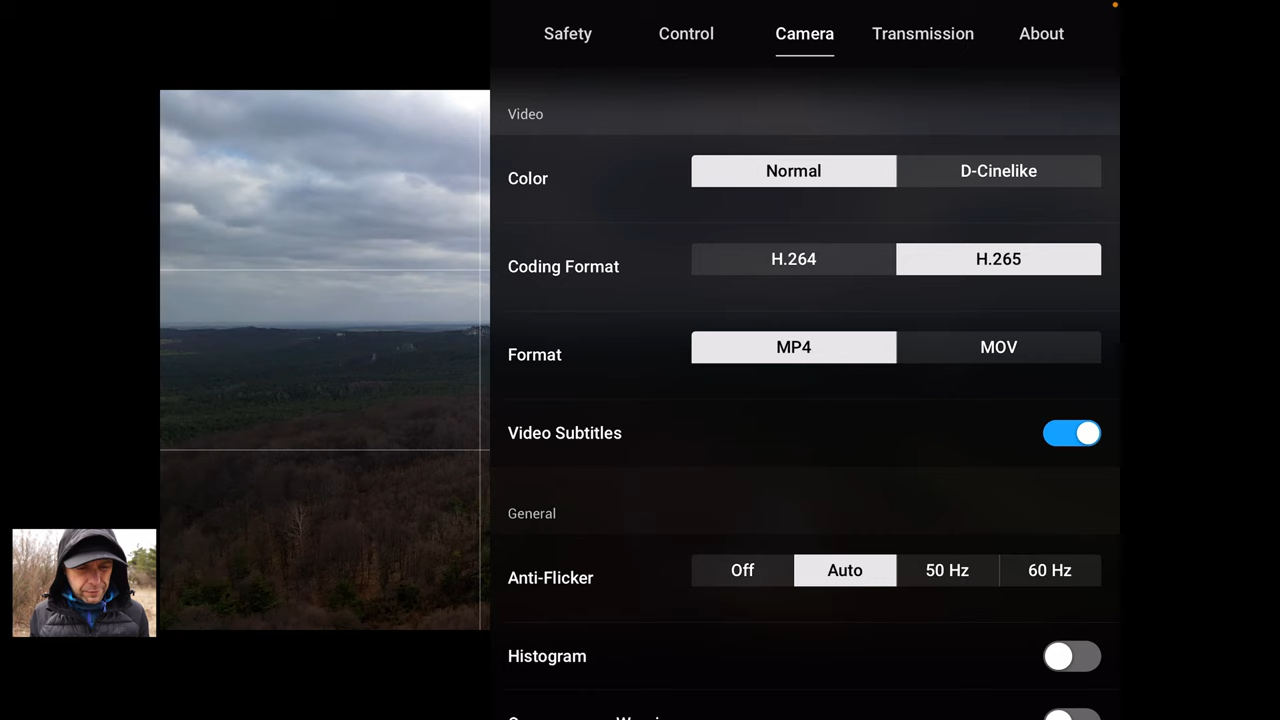 Safety Control Camera Transmission About
Video
Color Normal D-Cinelike
Coding Format H.264 H.265
Format MP4 MOV
Video Subtitles
General
Anti-Flicker Off Auto 50 Hz 60 Hz
Histogram